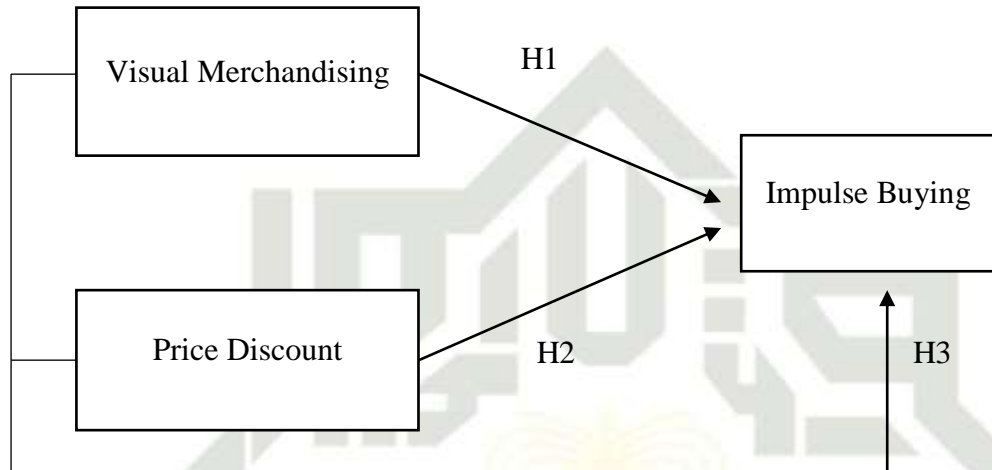 Visual Merchandising
H1
Impulse Buying
Price Discount
H2
H3